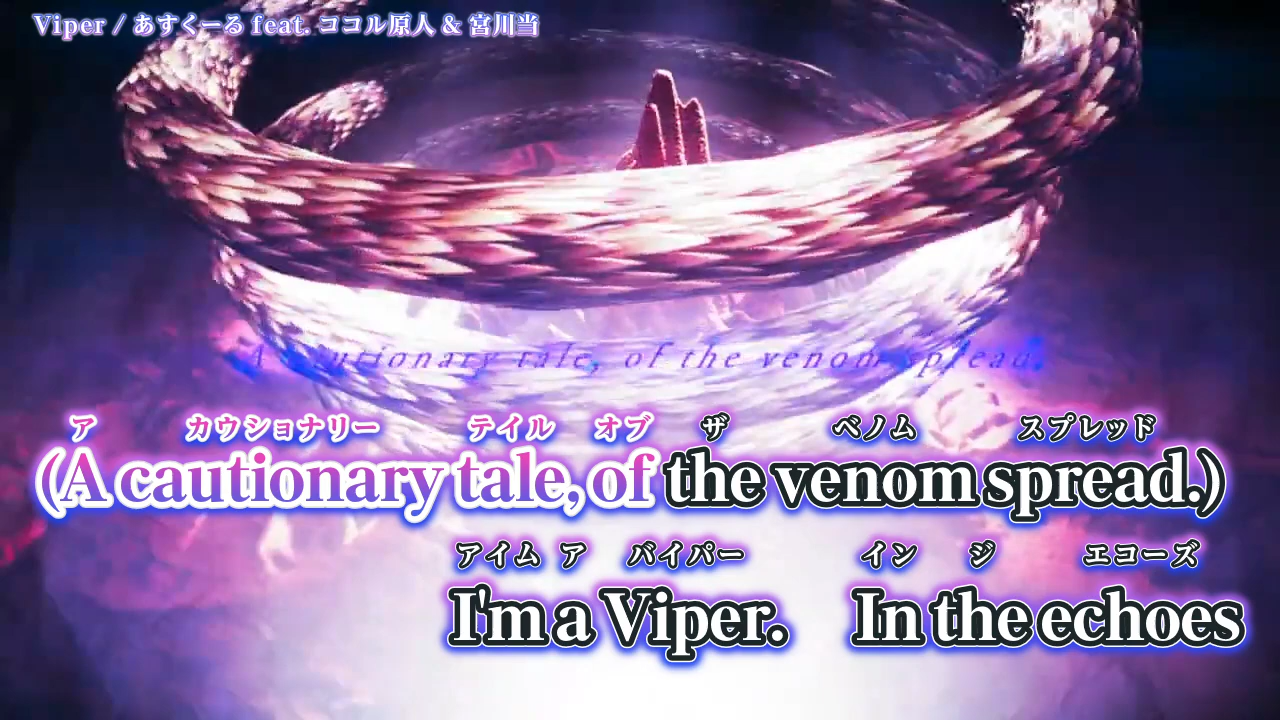 Viper / あすくーる feat. ココル原人 & 宮川当
A cautionary tale, of the venom spread.
ア カウショナリー テイル オブ ザ ベノム スプレッド
(A cautionary tale, of the venom spread.)
アイム ア バイパー イン ジ エコーズ
I'm a Viper. In the echoes